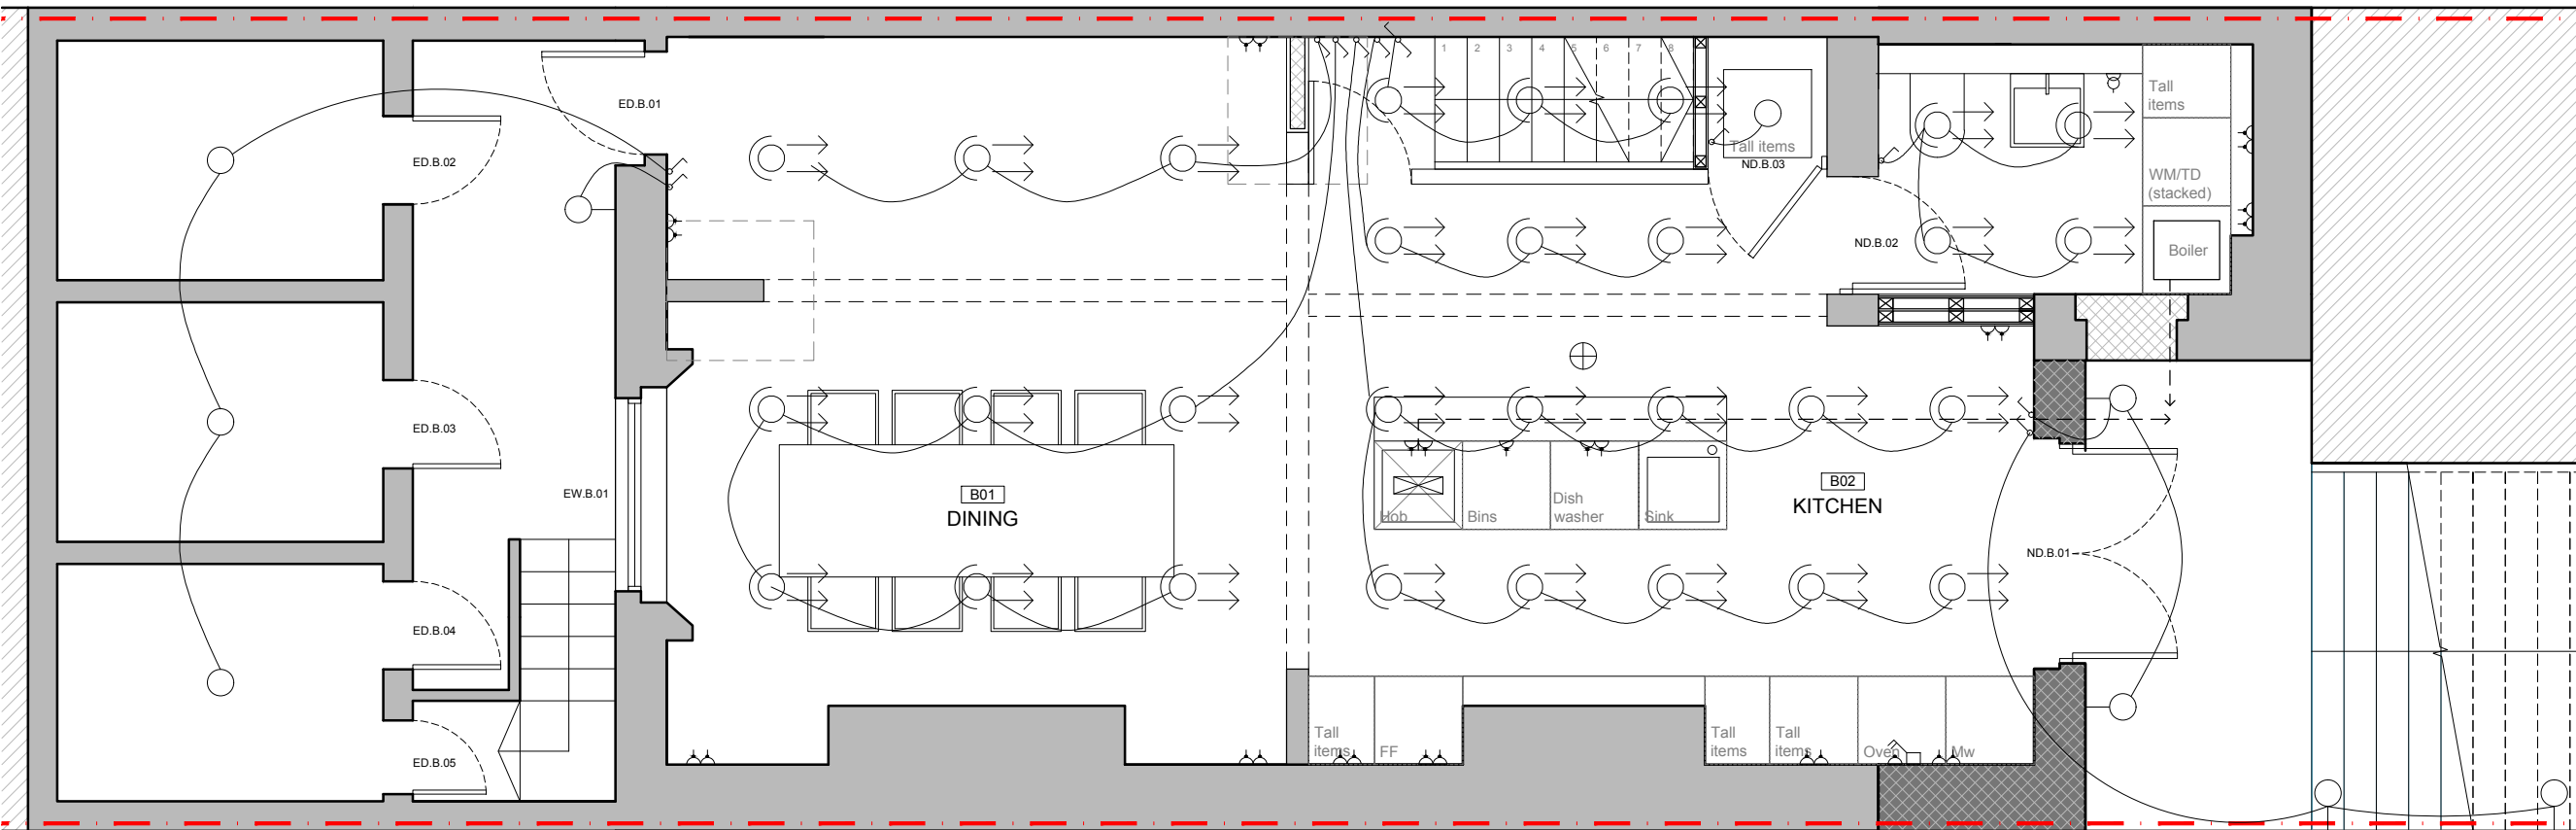 1 2 3 4 5 6 7 8
ED.B.01
Tall
items
ED.B.02
Tall items
ND.B.03
WM/TD
(stacked)
ND.B.02
Boiler
ED.B.03
EW.B.01
B01
DINING
B02
KITCHEN
Hob
Bins
Dish
washer
Sink
ND.B.01
ED.B.04
ED.B.05
Tall
items
FF
Tall
items
Tall
items
Oven
Mw